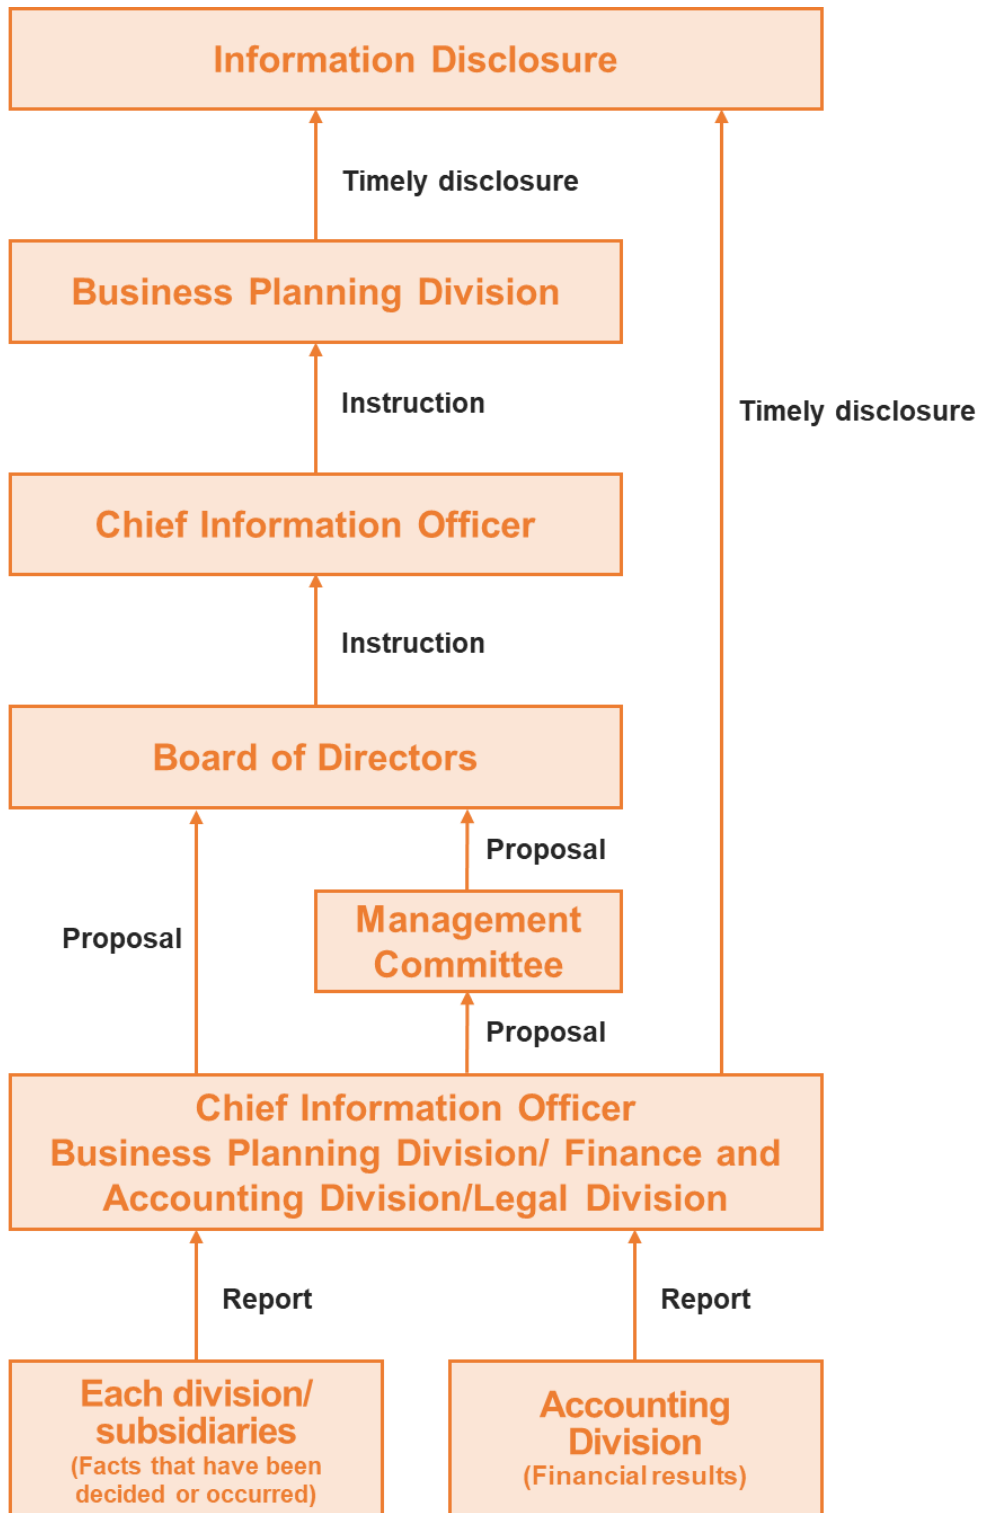 Information Disclosure
Timely disclosure
Business Planning Division
Instruction
Timely disclosure
Chief Information Officer
Instruction
Board of Directors
Proposal
Management
Committee
Proposal
Proposal
Chief Information Officer
Business Planning Division/ Finance and
Accounting Division/Legal Division
Report
Report
Each division/
subsidiaries
(Facts that have been
decided or occurred)
Accounting
Division
(Financial results)